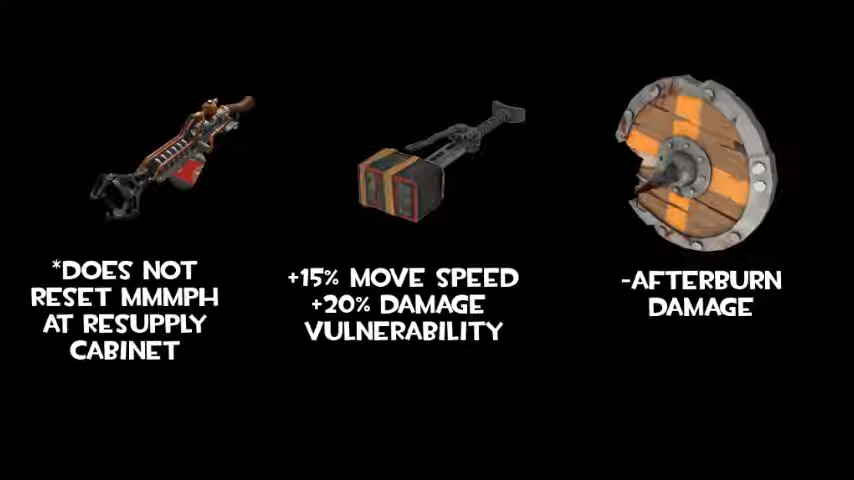 *DOES NOT
RESET MMMPH
AT RESUPPLY
CABINET
+15% MOVE SPEED
+20% DAMAGE
VULNERABILITY
-AFTERBURN
DAMAGE